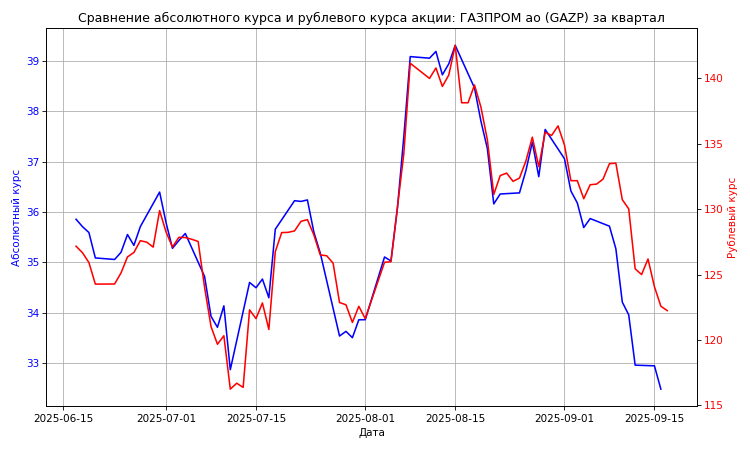 Сравнение абсолютного курса и рублевого курса акции: ГАЗПРОМ ао (GAZP) за квартал
39
38
37
36
35
34
33
Абсолютный курс
140
135
130
125
120
115
Рублевый курс
2025-06-15 2025-07-01 2025-07-15 2025-08-01 2025-08-15 2025-09-01 2025-09-15
Дата